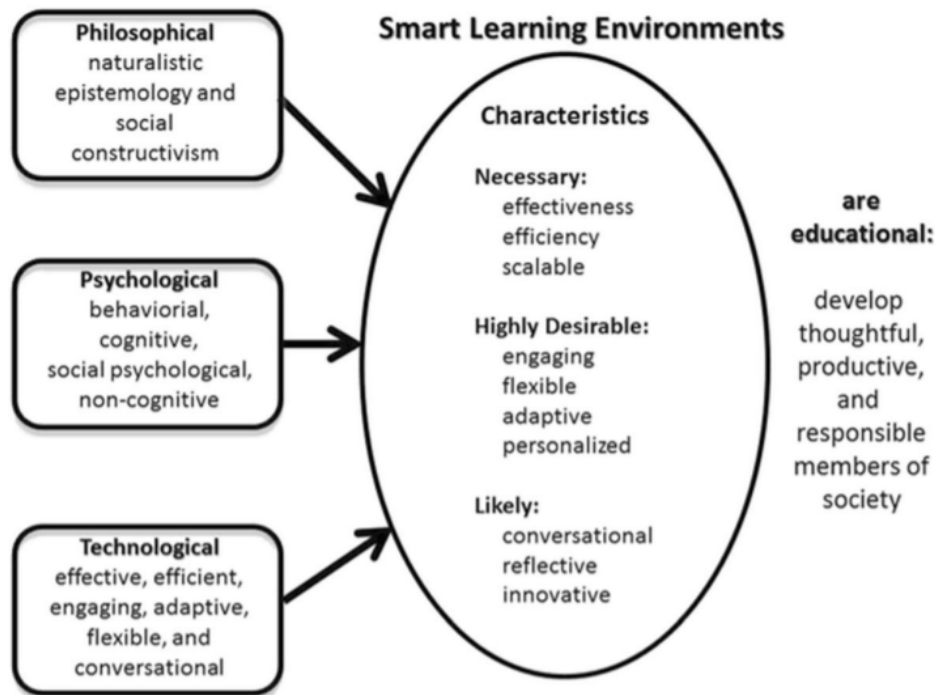 Smart Learning Environments
Philosophical
naturalistic
epistemology and
social
constructivism
Psychological
behaviorial,
cognitive,
social psychological,
non-cognitive
Technological
effective, efficient,
engaging, adaptive,
flexible, and
conversational
Characteristics
Necessary:
effectiveness
efficiency
scalable
Highly Desirable:
engaging
flexible
adaptive
personalized
Likely:
conversational
reflective
innovative
are
educational:
develop
thoughtful,
productive,
and
responsible
members of
society